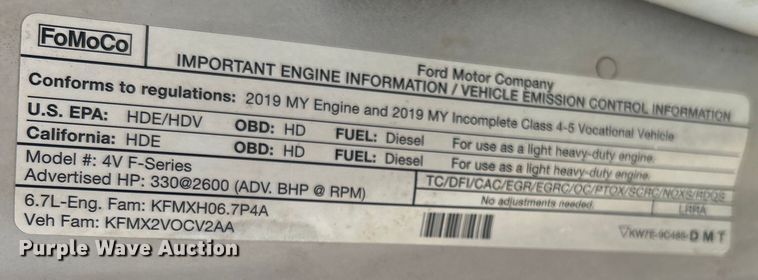 FoMoCo
Ford Motor Company
IMPORTANT ENGINE INFORMATION / VEHICLE EMISSION CONTROL INFORMATION
Conforms to regulations: 2019 MY Engine and 2019 MY Incomplete Class 4-5 Vocational Vehicle
U.S. EPA: HDE/HDV OBD: HD FUEL: Diesel For use as a light heavy-duty engine.
California: HDE OBD: HD FUEL: Diesel For use as a light heavy-duty engine.
Model #: 4V F-Series
Advertised HP: 330@2600 (ADV. BHP @ RPM)
TC/DFI/CAC/EGR/EGRC/OC/PTOX/SCRC/NOXS/RDQS
No adjustments needed. LRRA
6.7L-Eng. Fam: KFMXH06.7P4A
Veh Fam: KFMX2VOCV2AA
DMT
Purple Wave Auction